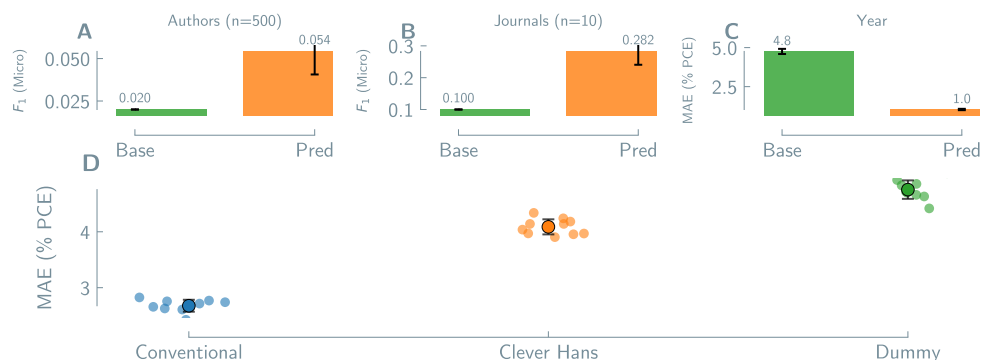 A
Authors (n=500)
F1 (Micro)
0.050
0.025
0.020
0.054
Base
Pred
B
Journals (n=10)
F1 (Micro)
0.3
0.2
0.1
0.100
0.282
Base
Pred
C
Year
MAE (% PCE)
5.0
2.5
4.8
1.0
Base
Pred
D
MAE (% PCE)
4
3
Conventional
Clever Hans
Dummy